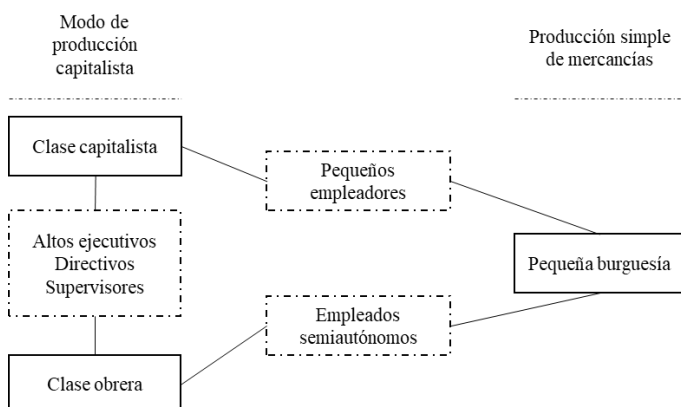 Modo de
producción
capitalista
Producción simple
de mercancías
Clase capitalista
Pequeños
empleadores
Altos ejecutivos
Directivos
Supervisores
Pequeña burguesía
Empleados
semiautónomos
Clase obrera